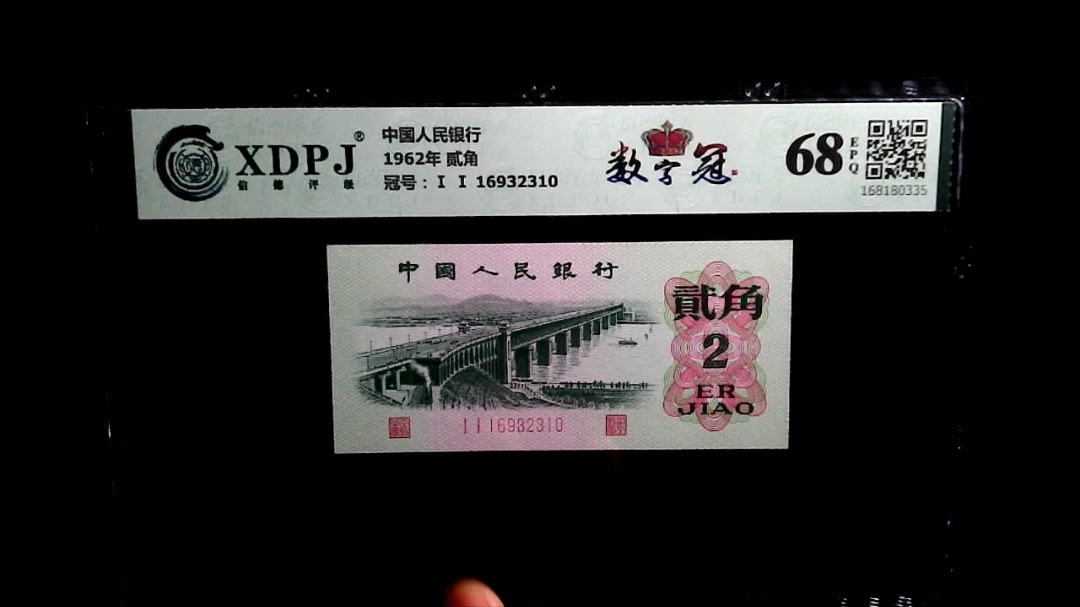 XDPJ®
信德评级
中国人民银行
1962年 贰角
冠号：I I 16932310
数字冠
68
EPQ
168180335
中國人民銀行
貳角
2
ER
JIAO
I I 16932310